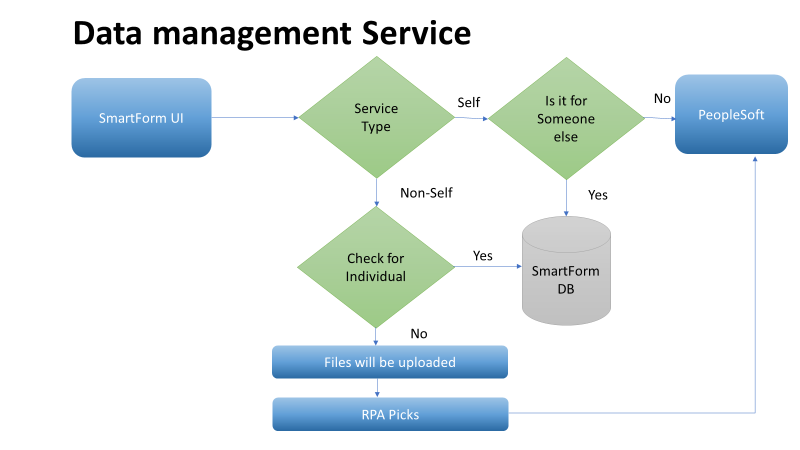 Data management Service
SmartForm UI
Service
Type
Self
Is it for
Someone
else
No
PeopleSoft
Non-Self
Yes
Check for
Individual
Yes
SmartForm
DB
No
Files will be uploaded
RPA Picks